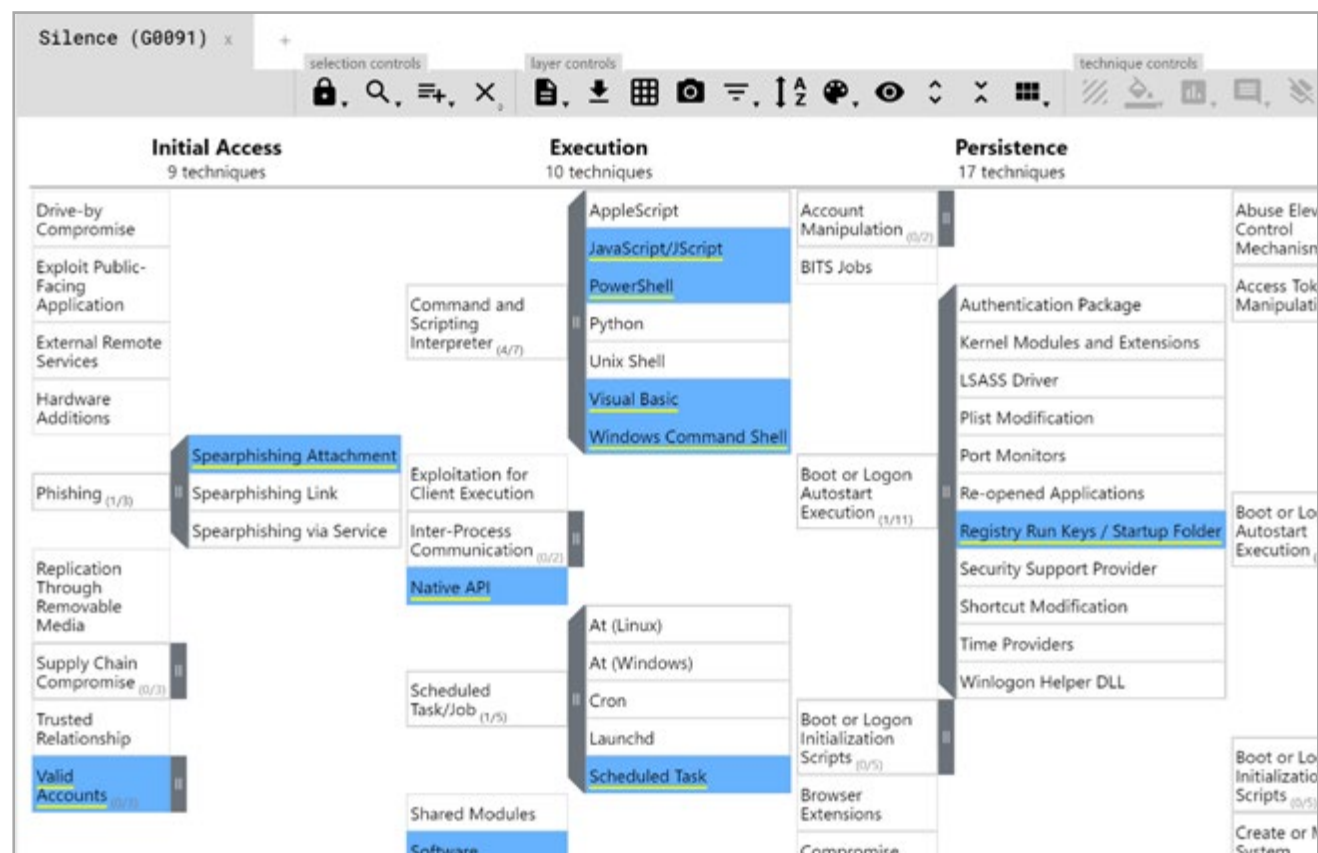 Silence (G0091) x +
selection controls
layer controls
technique controls
Initial Access
9 techniques
Drive-by
Compromise
Exploit Public-
Facing
Application
External Remote
Services
Hardware
Additions
Phishing (1/3)
Spearphishing Attachment
Spearphishing Link
Spearphishing via Service
Replication
Through
Removable
Media
Supply Chain
Compromise (0/3)
Trusted
Relationship
Valid
Accounts
Execution
10 techniques
Command and
Scripting
Interpreter (4/7)
AppleScript
JavaScript/JScript
PowerShell
Python
Unix Shell
Visual Basic
Windows Command Shell
Exploitation for
Client Execution
Inter-Process
Communication (0/2)
Native API
Scheduled
Task/Job (1/5)
At (Linux)
At (Windows)
Cron
Launchd
Scheduled Task
Shared Modules
Software
Persistence
17 techniques
Account
Manipulation (0/2)
BITS Jobs
Boot or Logon
Autostart
Execution (1/11)
Authentication Package
Kernel Modules and Extensions
LSASS Driver
Plist Modification
Port Monitors
Re-opened Applications
Registry Run Keys / Startup Folder
Security Support Provider
Shortcut Modification
Time Providers
Winlogon Helper DLL
Boot or Logon
Initialization
Scripts (0/5)
Browser
Extensions
Compromise
Abuse Elev
Control
Mechanism
Access Tok
Manipulati
Boot or Lo
Autostart
Execution
Boot or Lo
Initializatio
Scripts (0/5)
Create or
System